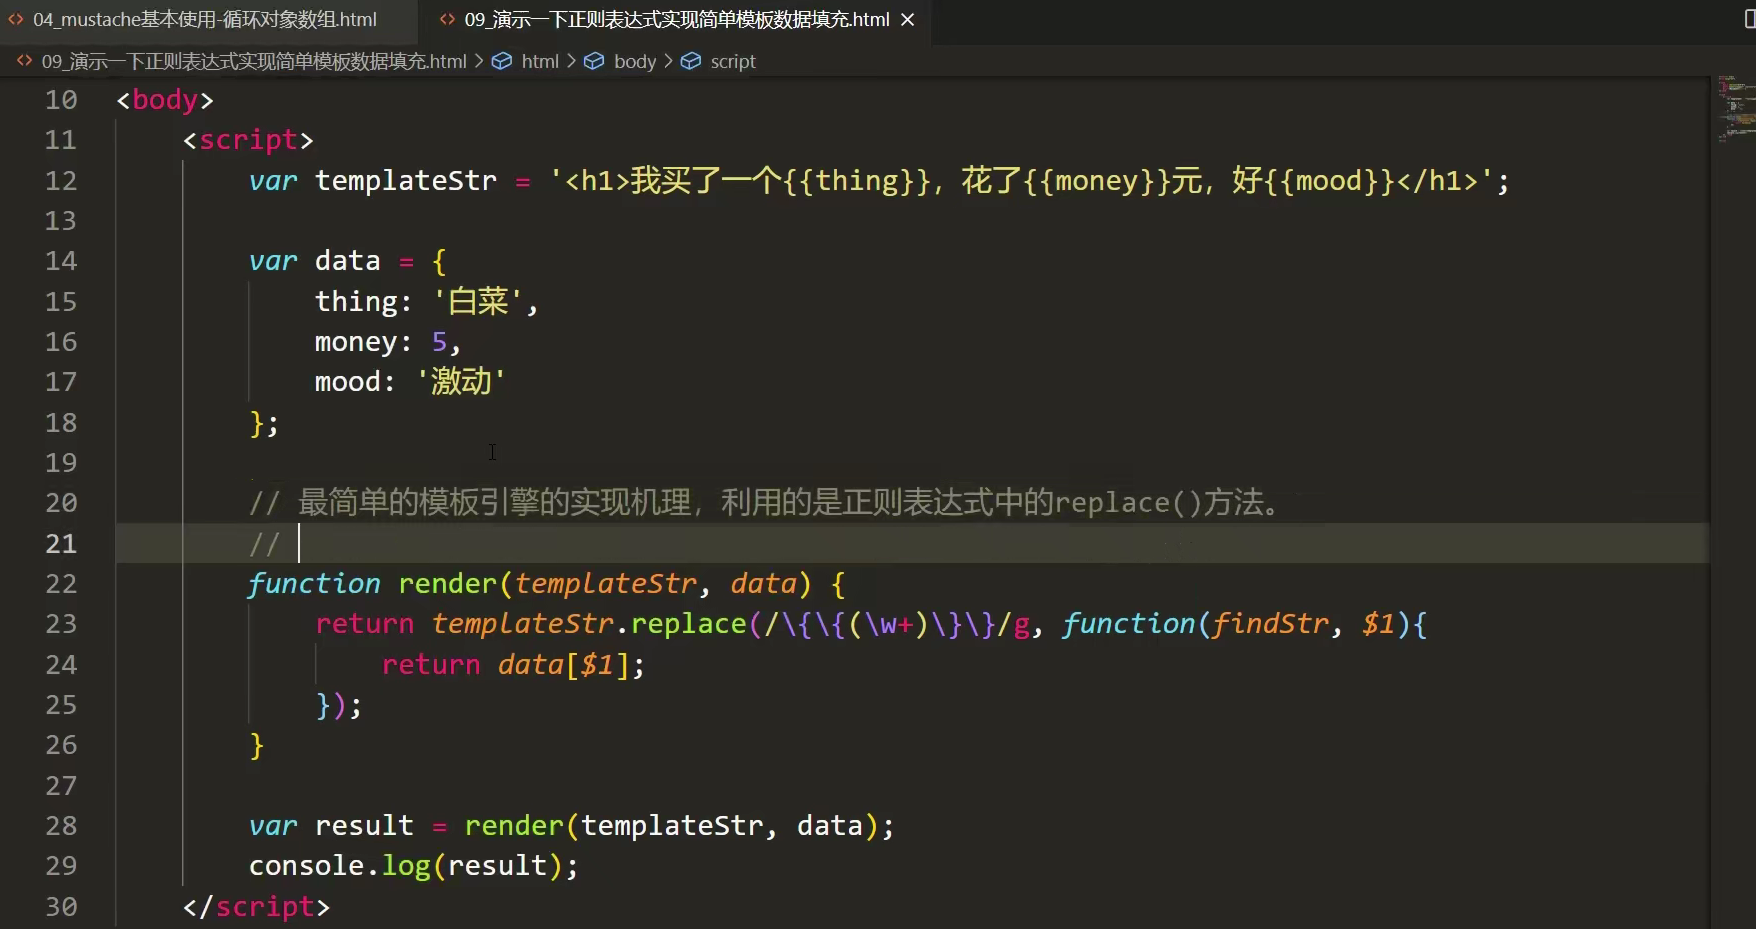 04_mustache基本使用-循环对象数组.html
09_演示一下正则表达式实现简单模板数据填充.html
09_演示一下正则表达式实现简单模板数据填充.html > html > body > script
10 <body>
11 <script>
12 var templateStr = '<h1>我买了一个{{thing}}，花了{{money}}元，好{{mood}}</h1>';
13
14 var data = {
15 thing: '白菜',
16 money: 5,
17 mood: '激动'
18 };
19
20 // 最简单的模板引擎的实现机理，利用的是正则表达式中的replace()方法。
21 //
22 function render(templateStr, data) {
23 return templateStr.replace(/\{\{(\w+)\}\}/g, function(findStr, $1){
24 return data[$1];
25 });
26 }
27
28 var result = render(templateStr, data);
29 console.log(result);
30 </script>